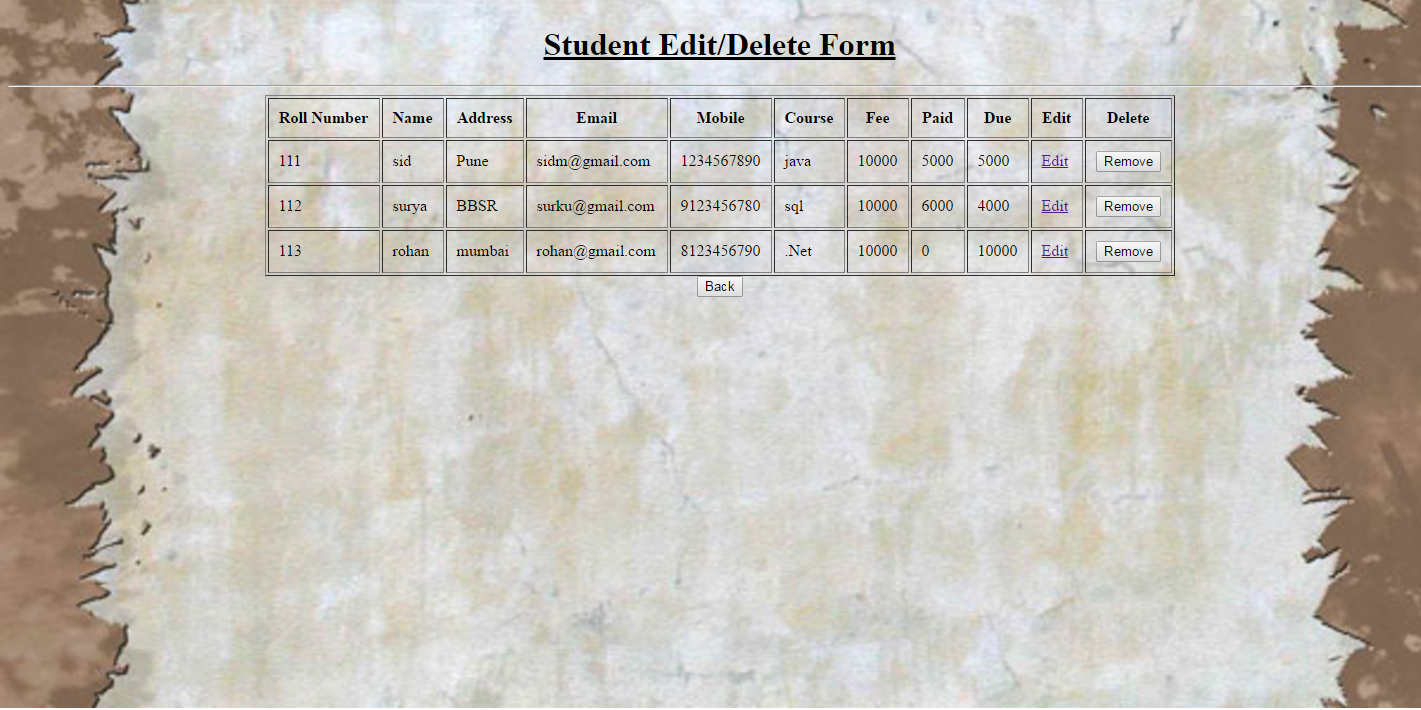 Student Edit/Delete Form
Roll Number Name Address Email Mobile Course Fee Paid Due Edit Delete
111 sid Pune sidm@gmail.com 1234567890 java 10000 5000 5000 Edit Remove
112 surya BBSR surku@gmail.com 9123456780 sql 10000 6000 4000 Edit Remove
113 rohan mumbai rohan@gmail.com 8123456790 .Net 10000 0 10000 Edit Remove
Back